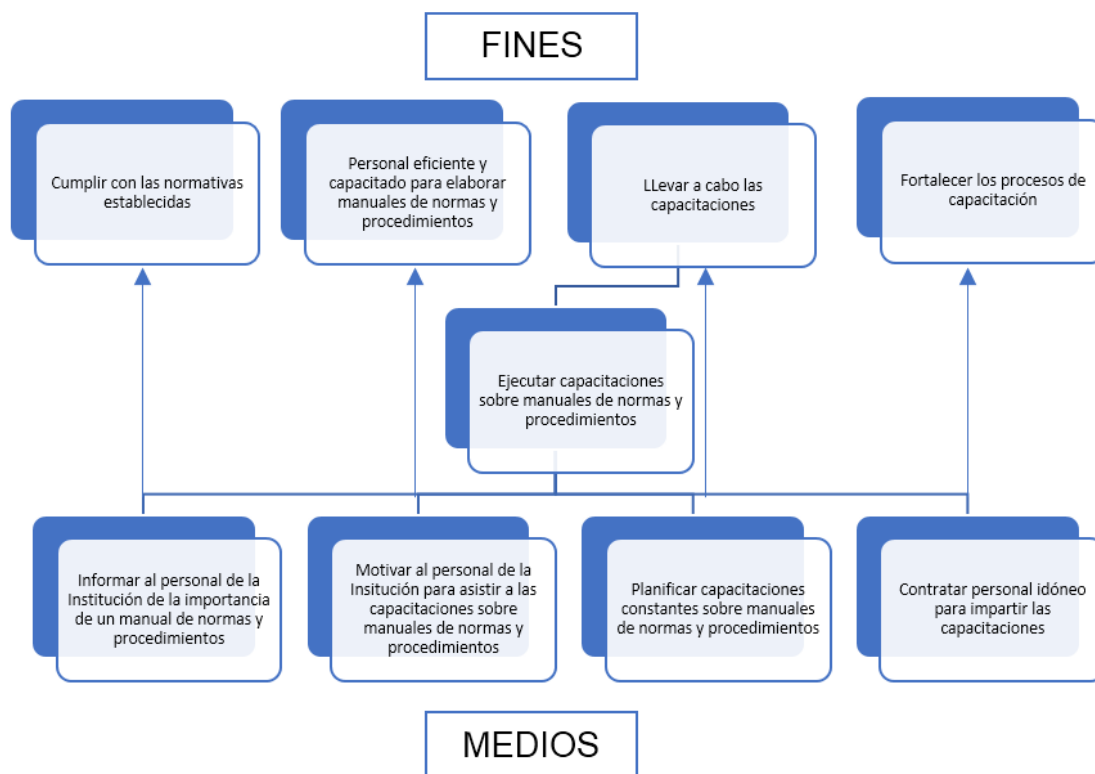 FINES
Cumplir con las normativas
establecidas
Personal eficiente y
capacitado para elaborar
manuales de normas y
procedimientos
LLevar a cabo las
capacitaciones
Fortalecer los procesos de
capacitación
Ejecutar capacitaciones
sobre manuales de normas y
procedimientos
Informar al personal de la
Institución de la importancia
de un manual de normas y
procedimientos
Motivar al personal de la
Insitución para asistir a las
capacitaciones sobre
manuales de normas y
procedimientos
Planificar capacitaciones
constantes sobre manuales
de normas y procedimientos
Contratar personal idóneo
para impartir las
capacitaciones
MEDIOS